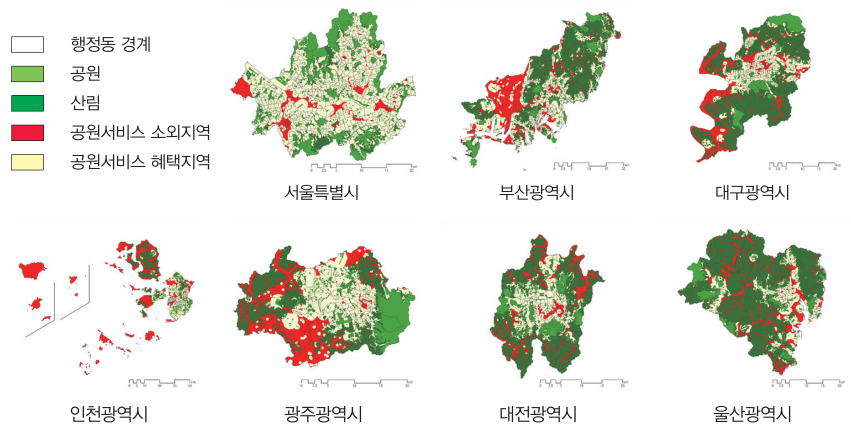 행정동 경계
공원
산림
공원서비스 소외지역
공원서비스 혜택지역
서울특별시
부산광역시
대구광역시
인천광역시
광주광역시
대전광역시
울산광역시